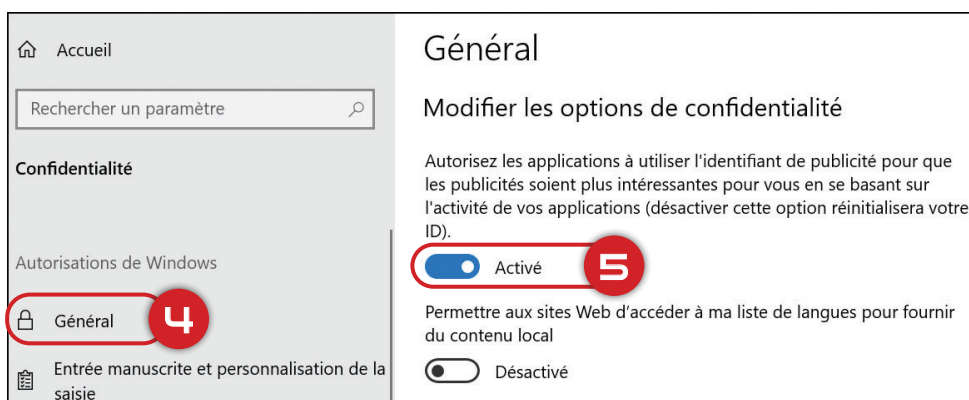 Accueil
Rechercher un paramètre
Confidentialité
Autorisations de Windows
Général
4
Entrée manuscrite et personnalisation de la
saisie
Général
Modifier les options de confidentialité
Autorisez les applications à utiliser l'identifiant de publicité pour que
les publicités soient plus intéressantes pour vous en se basant sur
l'activité de vos applications (désactiver cette option réinitialisera votre
ID).
Activé
5
Permettre aux sites Web d'accéder à ma liste de langues pour fournir
du contenu local
Désactivé